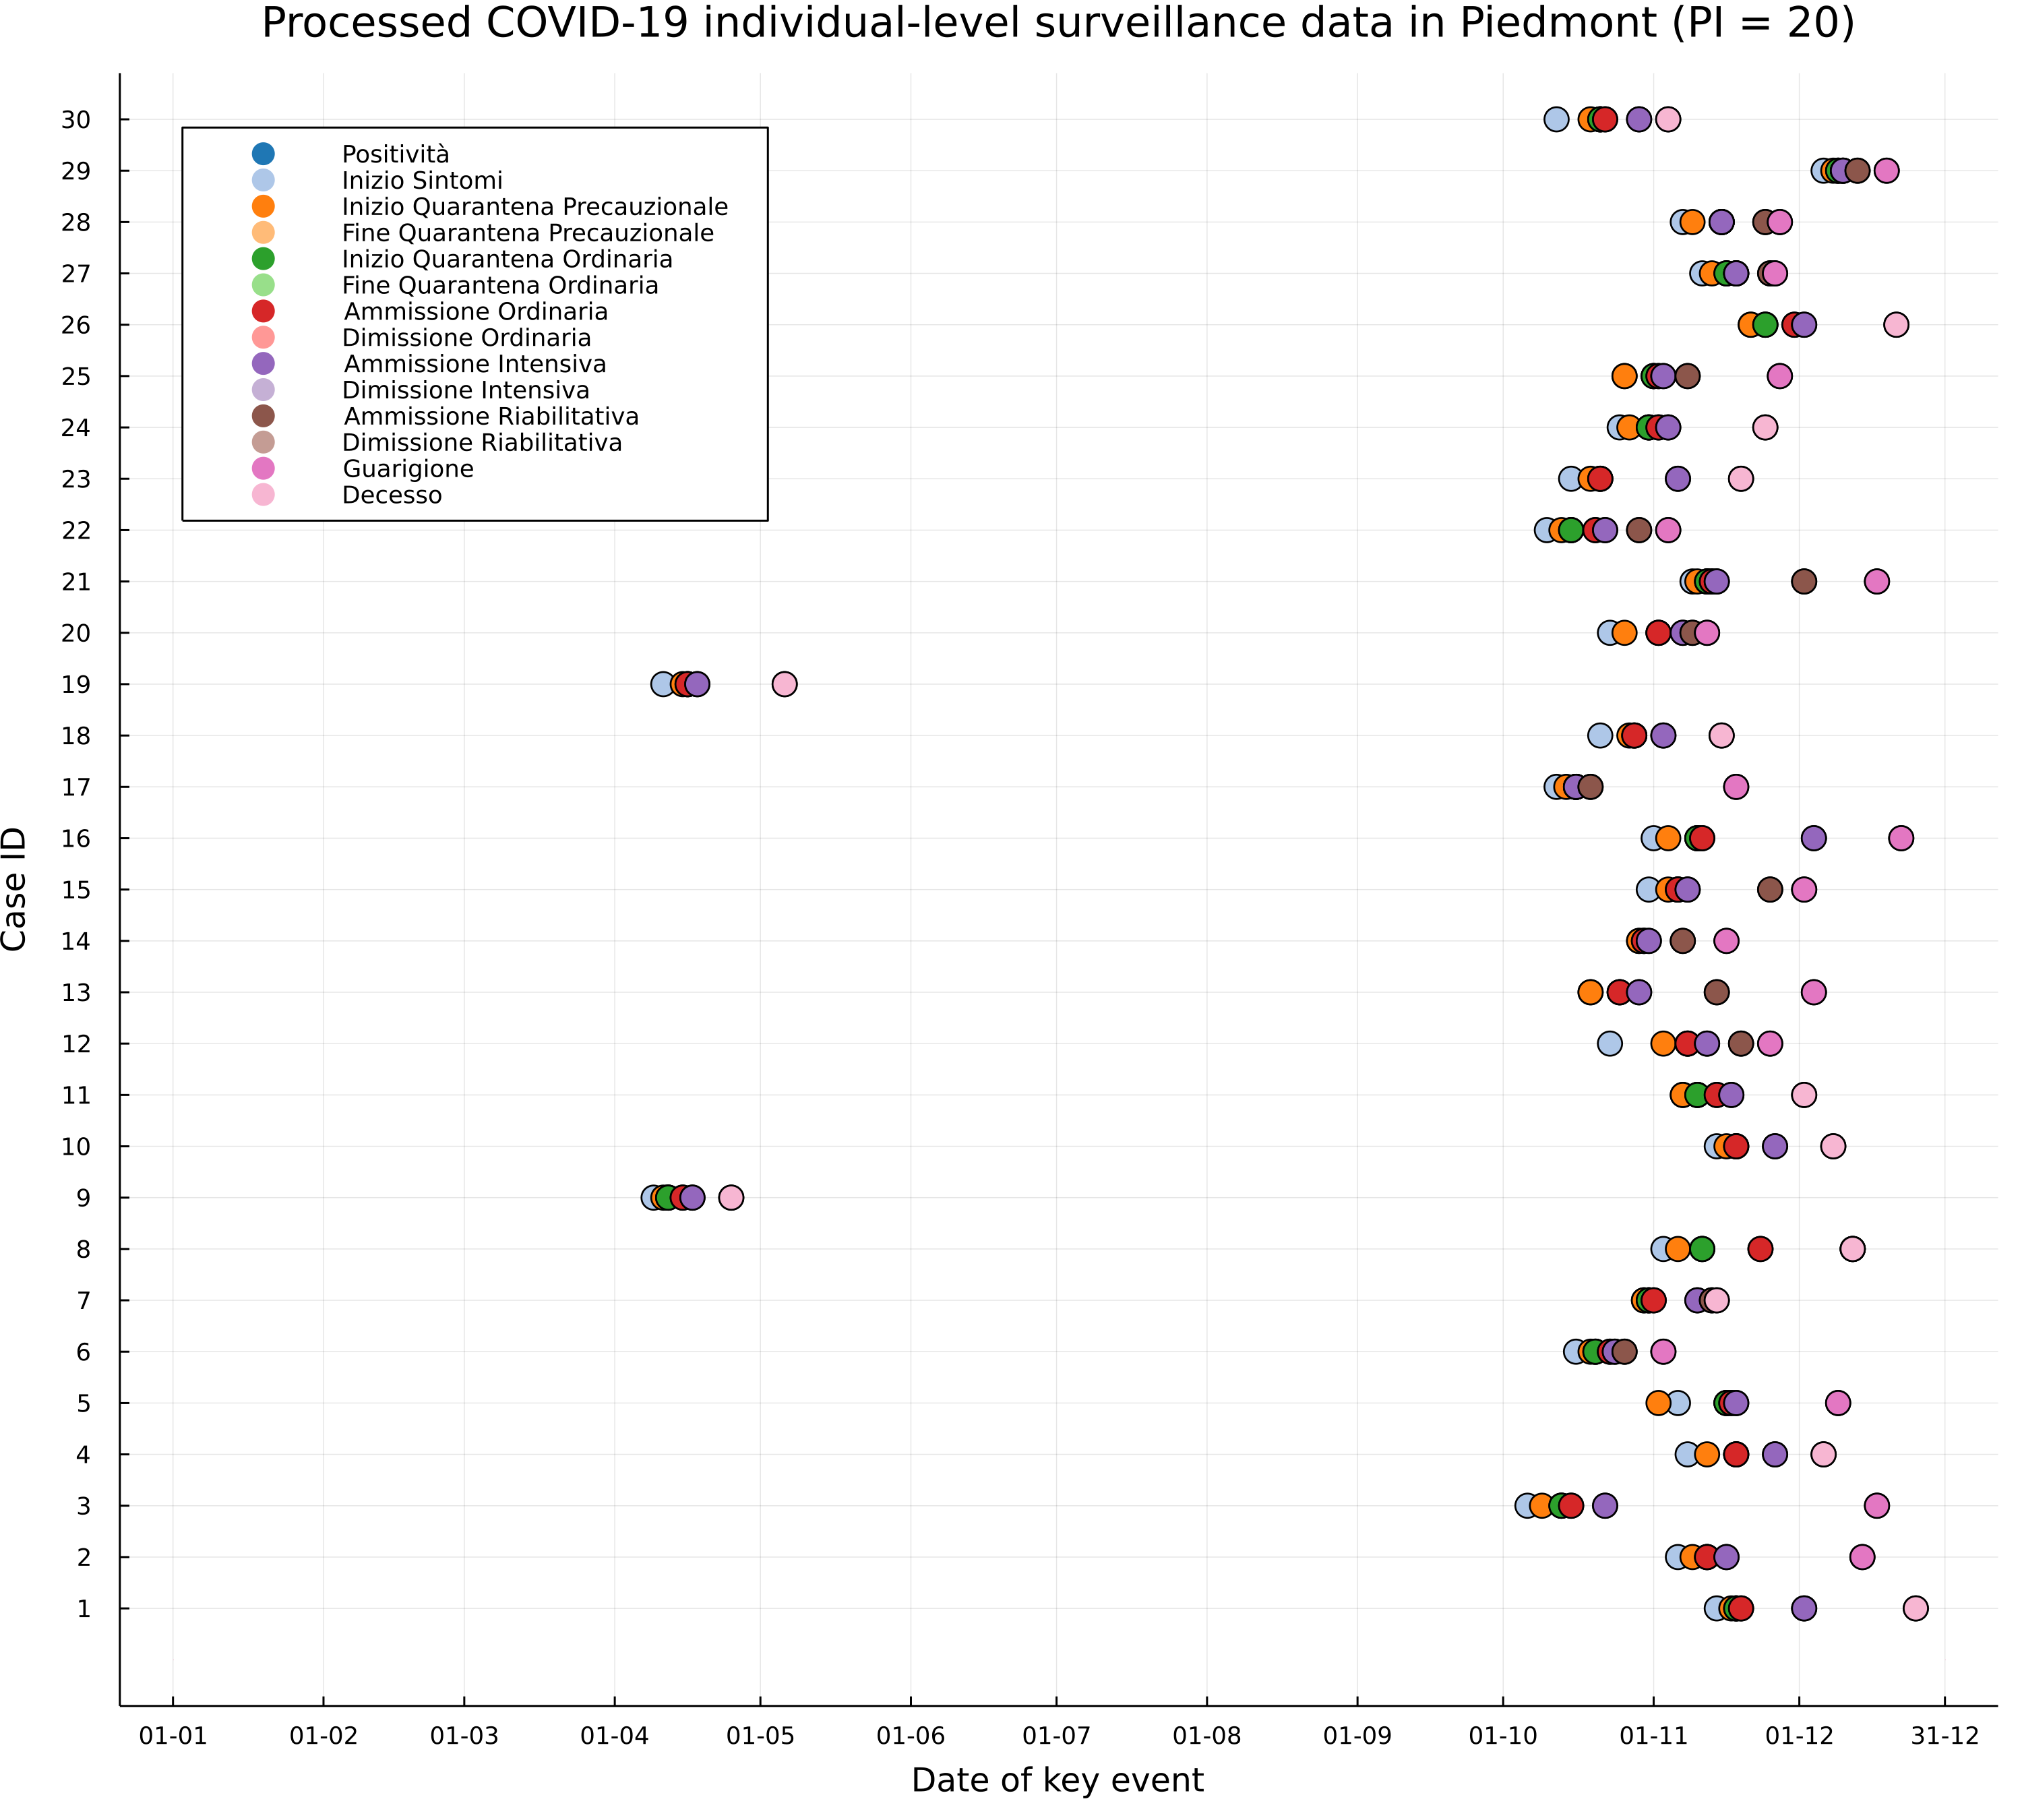 Processed COVID-19 individual-level surveillance data in Piedmont (PI = 20)
30
29
28
27
26
25
24
23
22
21
20
19
18
17
16
15
14
13
12
11
10
9
8
7
6
5
4
3
2
1
Positività
Inizio Sintomi
Inizio Quarantena Precauzionale
Fine Quarantena Precauzionale
Inizio Quarantena Ordinaria
Fine Quarantena Ordinaria
Ammissione Ordinaria
Dimissione Ordinaria
Ammissione Intensiva
Dimissione Intensiva
Ammissione Riabilitativa
Dimissione Riabilitativa
Guarigione
Decesso
Case ID
01-01 01-02 01-03 01-04 01-05 01-06 01-07 01-08 01-09 01-10 01-11 01-12 31-12
Date of key event